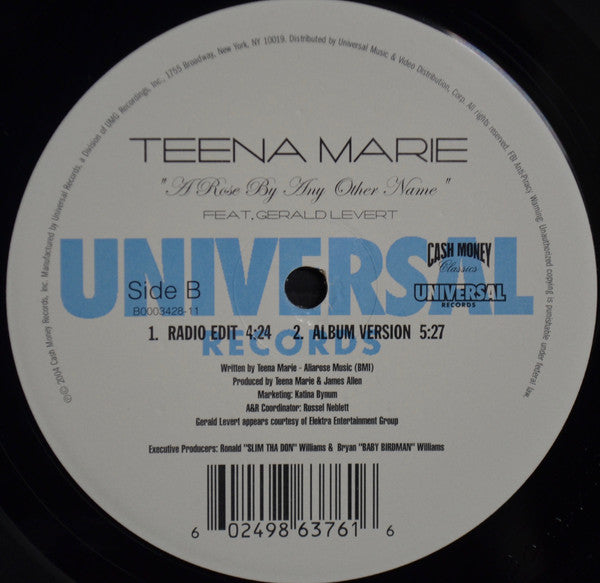 ℗© 2004 Cash Money Records, Inc. Manufactured by Universal Records, a Division of UMG Recordings, Inc., 1755 Broadway, New York, NY 10019. Distributed by Universal Music & Video Distribution, Corp. All rights reserved. FBI Anti-Piracy Warning: Unauthorized copying is punishable under federal law.
TEENA MARIE
"A Rose By Any Other Name"
FEAT. GERALD LEVERT
CASH MONEY
Classics
UNIVERSAL
RECORDS
UNIVERSAL
RECORDS
Side B
B0003428-11
1. RADIO EDIT 4:24 2. ALBUM VERSION 5:27
Written by Teena Marie - Aliarose Music (BMI)
Produced by Teena Marie & James Allen
Marketing: Katina Bynum
A&R Coordinator: Russel Neblett
Gerald Levert appears courtesy of Elektra Entertainment Group
Executive Producers: Ronald "SLIM THA DON" Williams & Bryan "BABY BIRDMAN" Williams
6 02498 63761 6